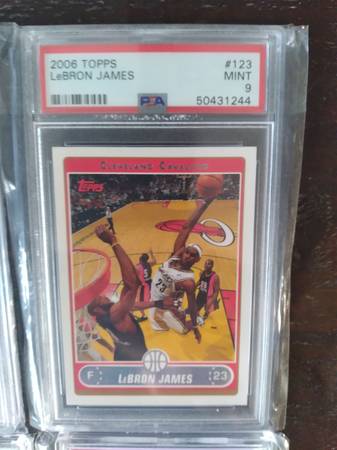 2006 TOPPS #123
LeBRON JAMES MINT
9
PSA 50431244
CLEVELAND CAVALIERS
Topps
23
F LeBRON JAMES 23